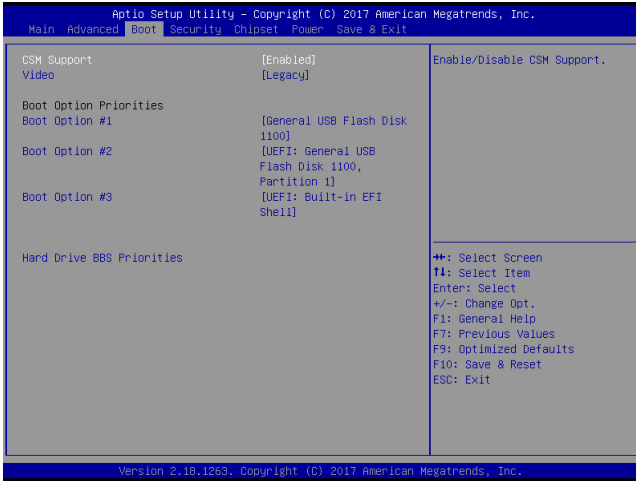 Aptio Setup Utility – Copyright (C) 2017 American Megatrends, Inc.
Main Advanced Boot Security Chipset Power Save & Exit
CSM Support [Enabled]
Video [Legacy]
Boot Option Priorities
Boot Option #1 [General USB Flash Disk
1100]
Boot Option #2 [UEFI: General USB
Flash Disk 1100,
Partition 1]
Boot Option #3 [UEFI: Built-in EFI
Shell]
Hard Drive BBS Priorities
Enable/Disable CSM Support.
→←: Select Screen
↑↓: Select Item
Enter: Select
+/-: Change Opt.
F1: General Help
F7: Previous Values
F9: Optimized Defaults
F10: Save & Reset
ESC: Exit
Version 2.18.1263. Copyright (C) 2017 American Megatrends, Inc.